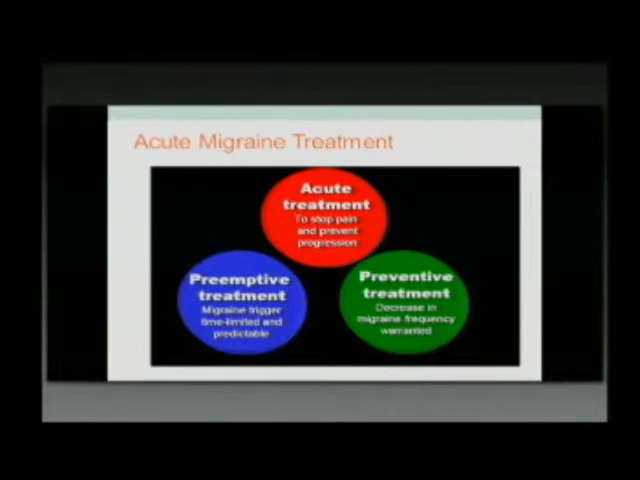 Acute Migraine Treatment
Acute
treatment
To stop pain
and prevent
progression
Preemptive
treatment
Migraine trigger
time-limited and
predictable
Preventive
treatment
Decrease in
migraine frequency
warranted